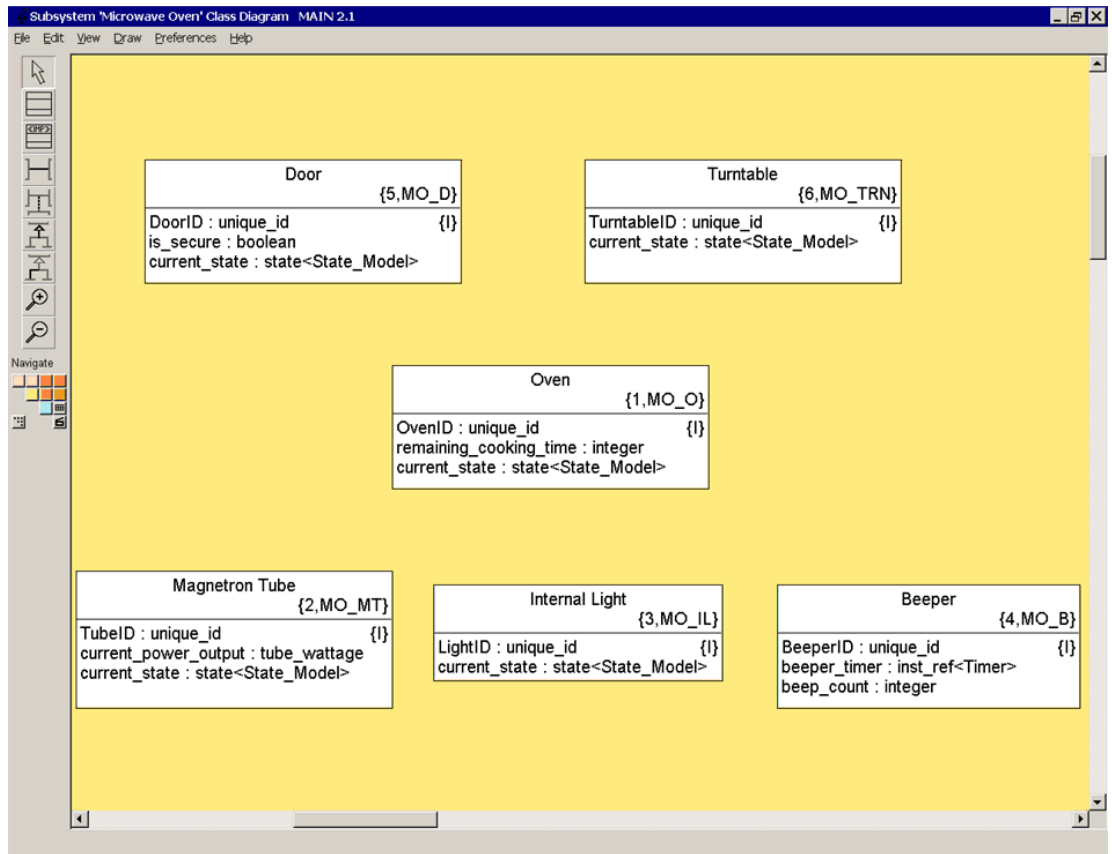 Subsystem 'Microwave Oven' Class Diagram MAIN 2.1
File Edit View Draw Preferences Help
<IMP>
Navigate
Door
{5,MO_D}
DoorID : unique_id {I}
is_secure : boolean
current_state : state<State_Model>
Turntable
{6,MO_TRN}
TurntableID : unique_id {I}
current_state : state<State_Model>
Oven
{1,MO_O}
OvenID : unique_id {I}
remaining_cooking_time : integer
current_state : state<State_Model>
Magnetron Tube
{2,MO_MT}
TubeID : unique_id {I}
current_power_output : tube_wattage
current_state : state<State_Model>
Internal Light
{3,MO_IL}
LightID : unique_id {I}
current_state : state<State_Model>
Beeper
{4,MO_B}
BeeperID : unique_id {I}
beeper_timer : inst_ref<Timer>
beep_count : integer